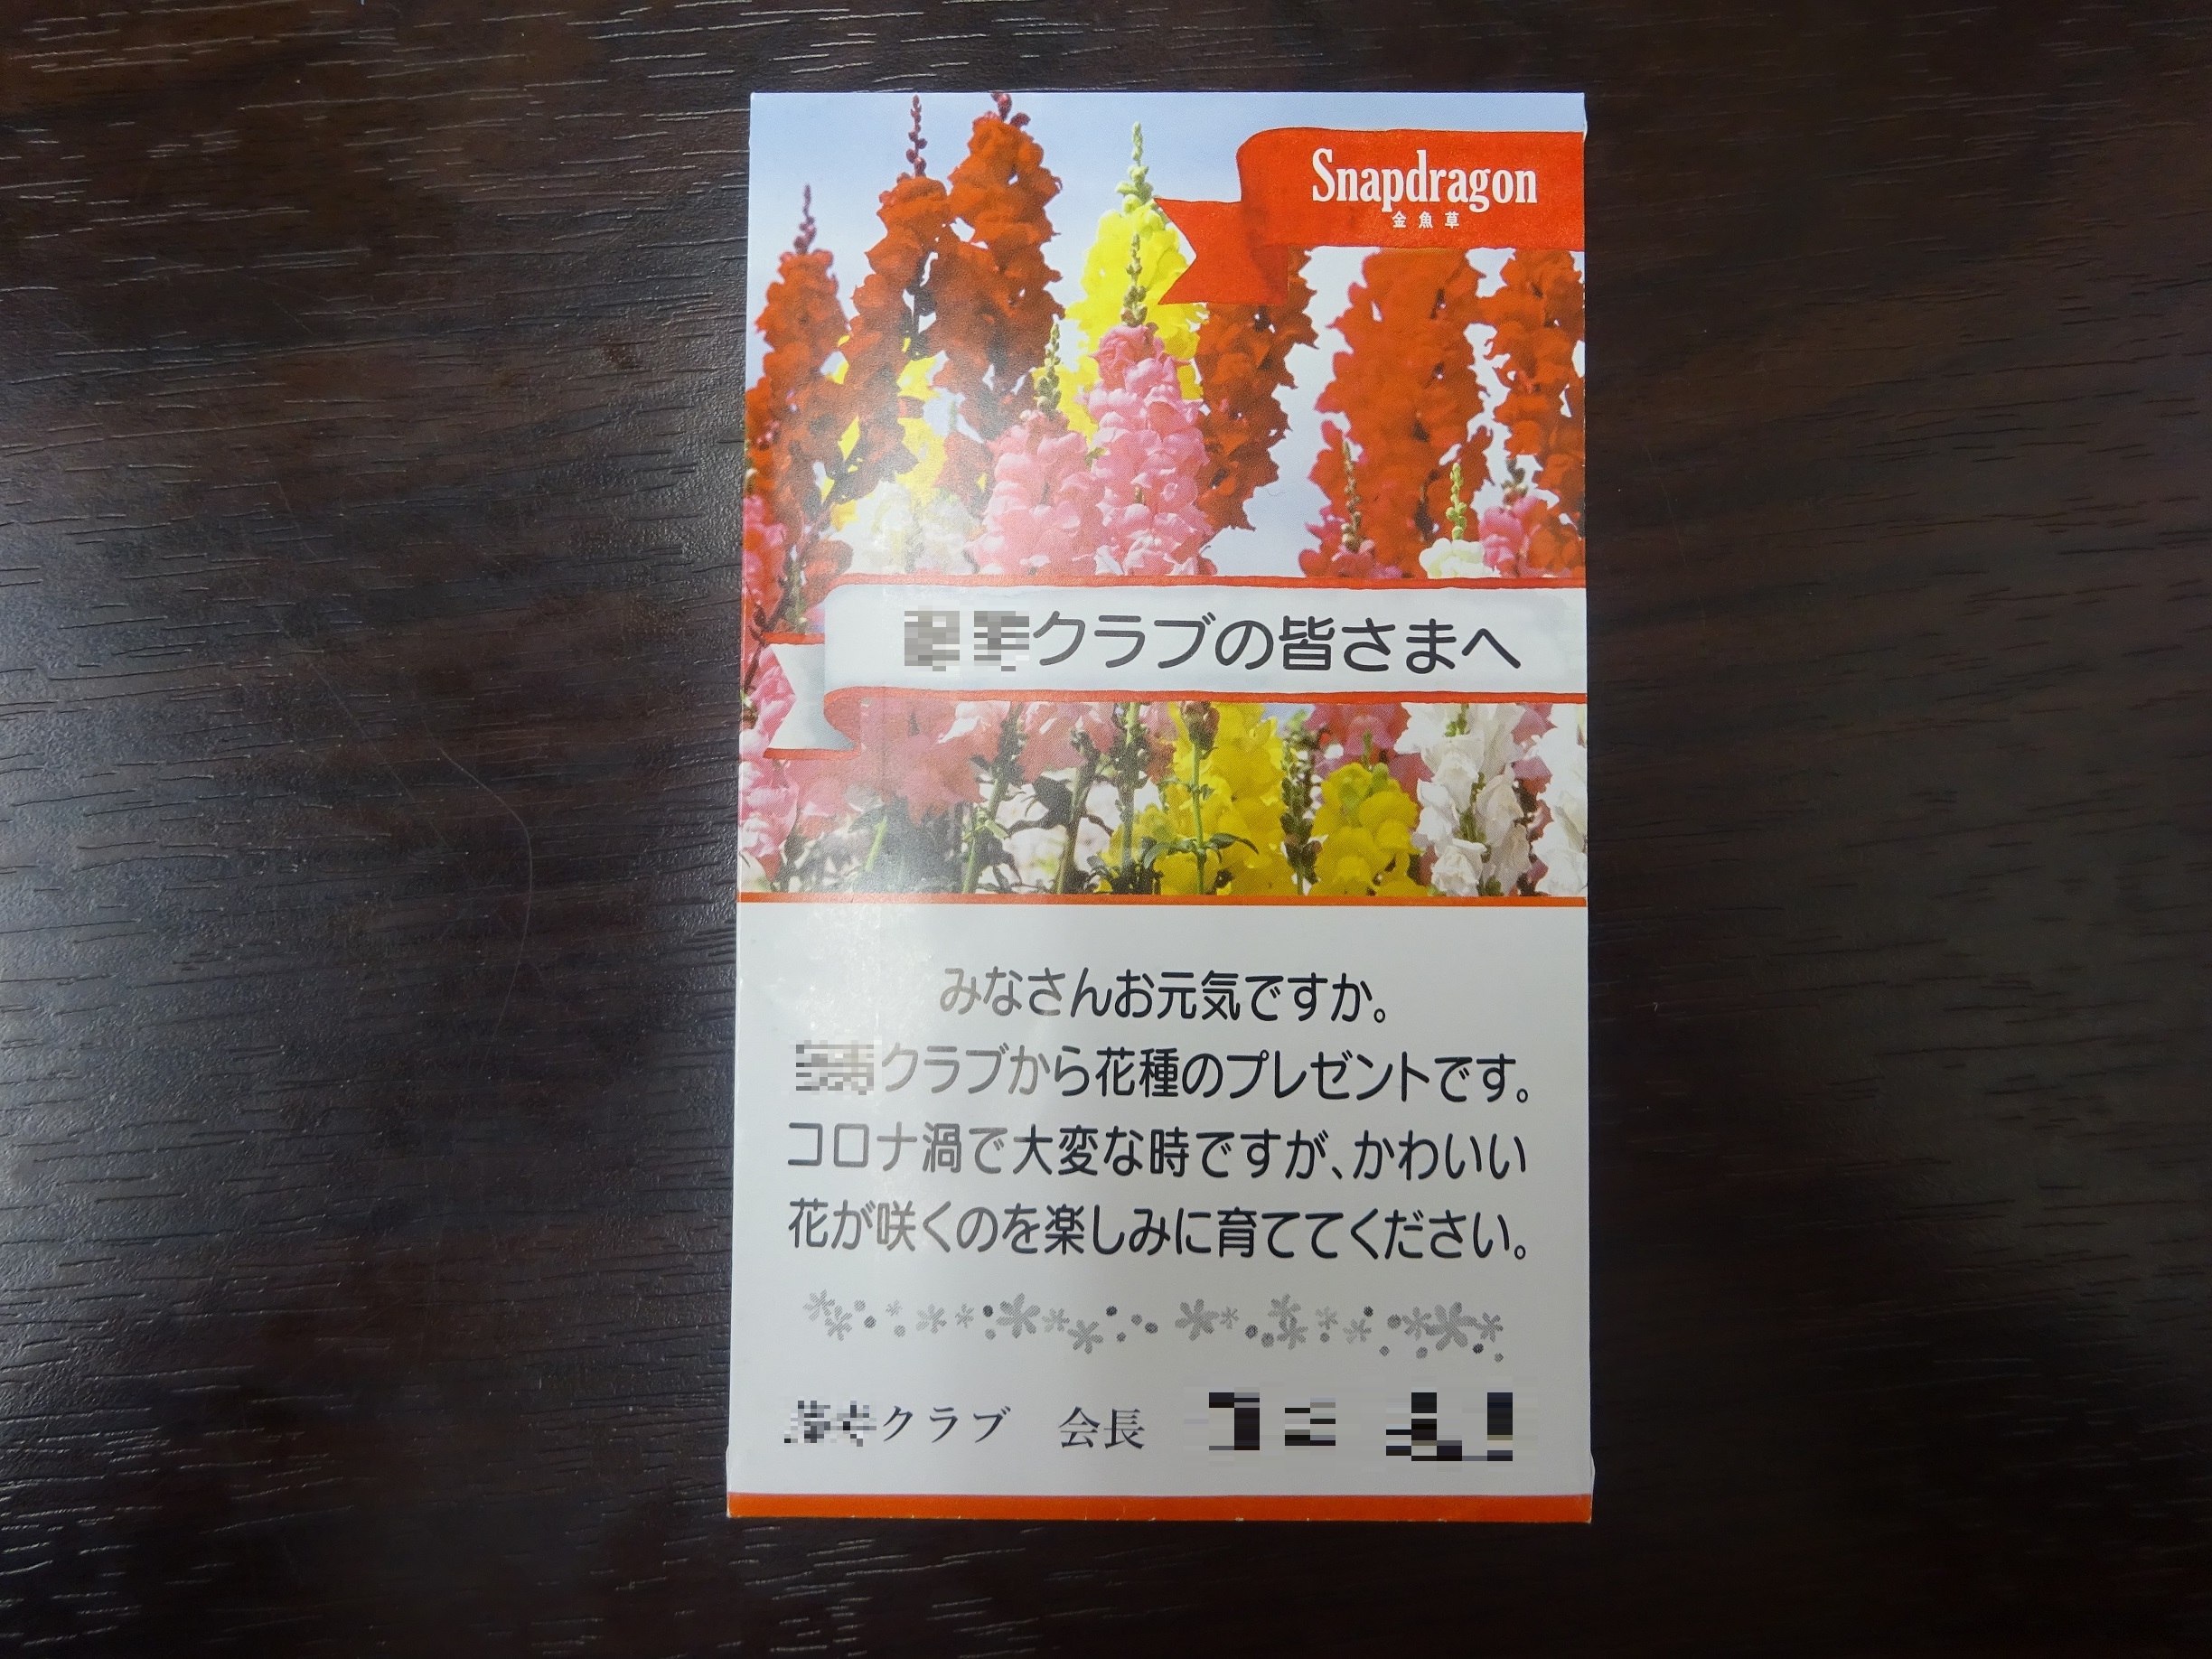 Snapdragon
金魚草
クラブの皆さまへ
みなさんお元気ですか。
クラブから花種のプレゼントです。
コロナ渦で大変な時ですが、かわいい
花が咲くのを楽しみに育ててください。
クラブ 会長